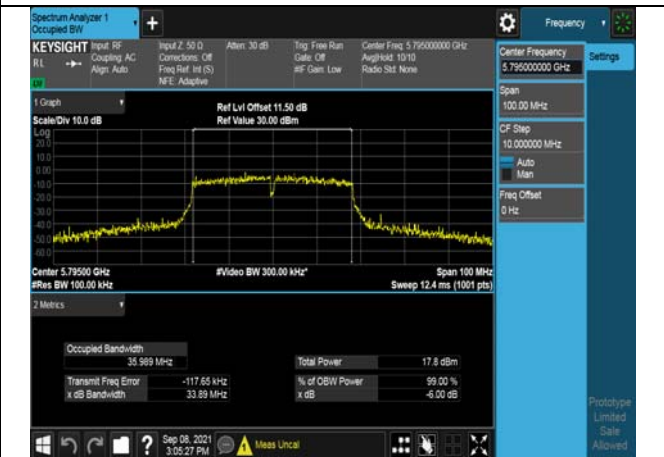 Spectrum Analyzer 1
Occupied BW
+
Frequency
KEYSIGHT
RL
Input: RF
Coupling: AC
Align: Auto
Input Z: 50 Ω
Corrections: Off
Freq Ref: Int (S)
NFE: Adaptive
Atten: 30 dB
Trig: Free Run
Gate: Off
#IF Gain: Low
Center Freq: 5.795000000 GHz
Avg|Hold: 10/10
Radio Std: None
Center Frequency
5.795000000 GHz
Settings
Span
100.00 MHz
CF Step
10.000000 MHz
Auto
Man
Freq Offset
0 Hz
1 Graph
Scale/Div 10.0 dB
Ref Lvl Offset 11.50 dB
Ref Value 30.00 dBm
Log
20.0
10.0
0.00
-10.0
-20.0
-30.0
-40.0
-50.0
-60.0
Center 5.79500 GHz
#Res BW 100.00 kHz
#Video BW 300.00 kHz*
Span 100 MHz
Sweep 12.4 ms (1001 pts)
2 Metrics
Occupied Bandwidth
35.989 MHz
Total Power 17.8 dBm
Transmit Freq Error -117.65 kHz
% of OBW Power 99.00 %
x dB Bandwidth 33.89 MHz
x dB -6.00 dB
Prototype
Limited
Sale
Allowed
?
Sep 08, 2021
3:05:27 PM
Meas Uncal